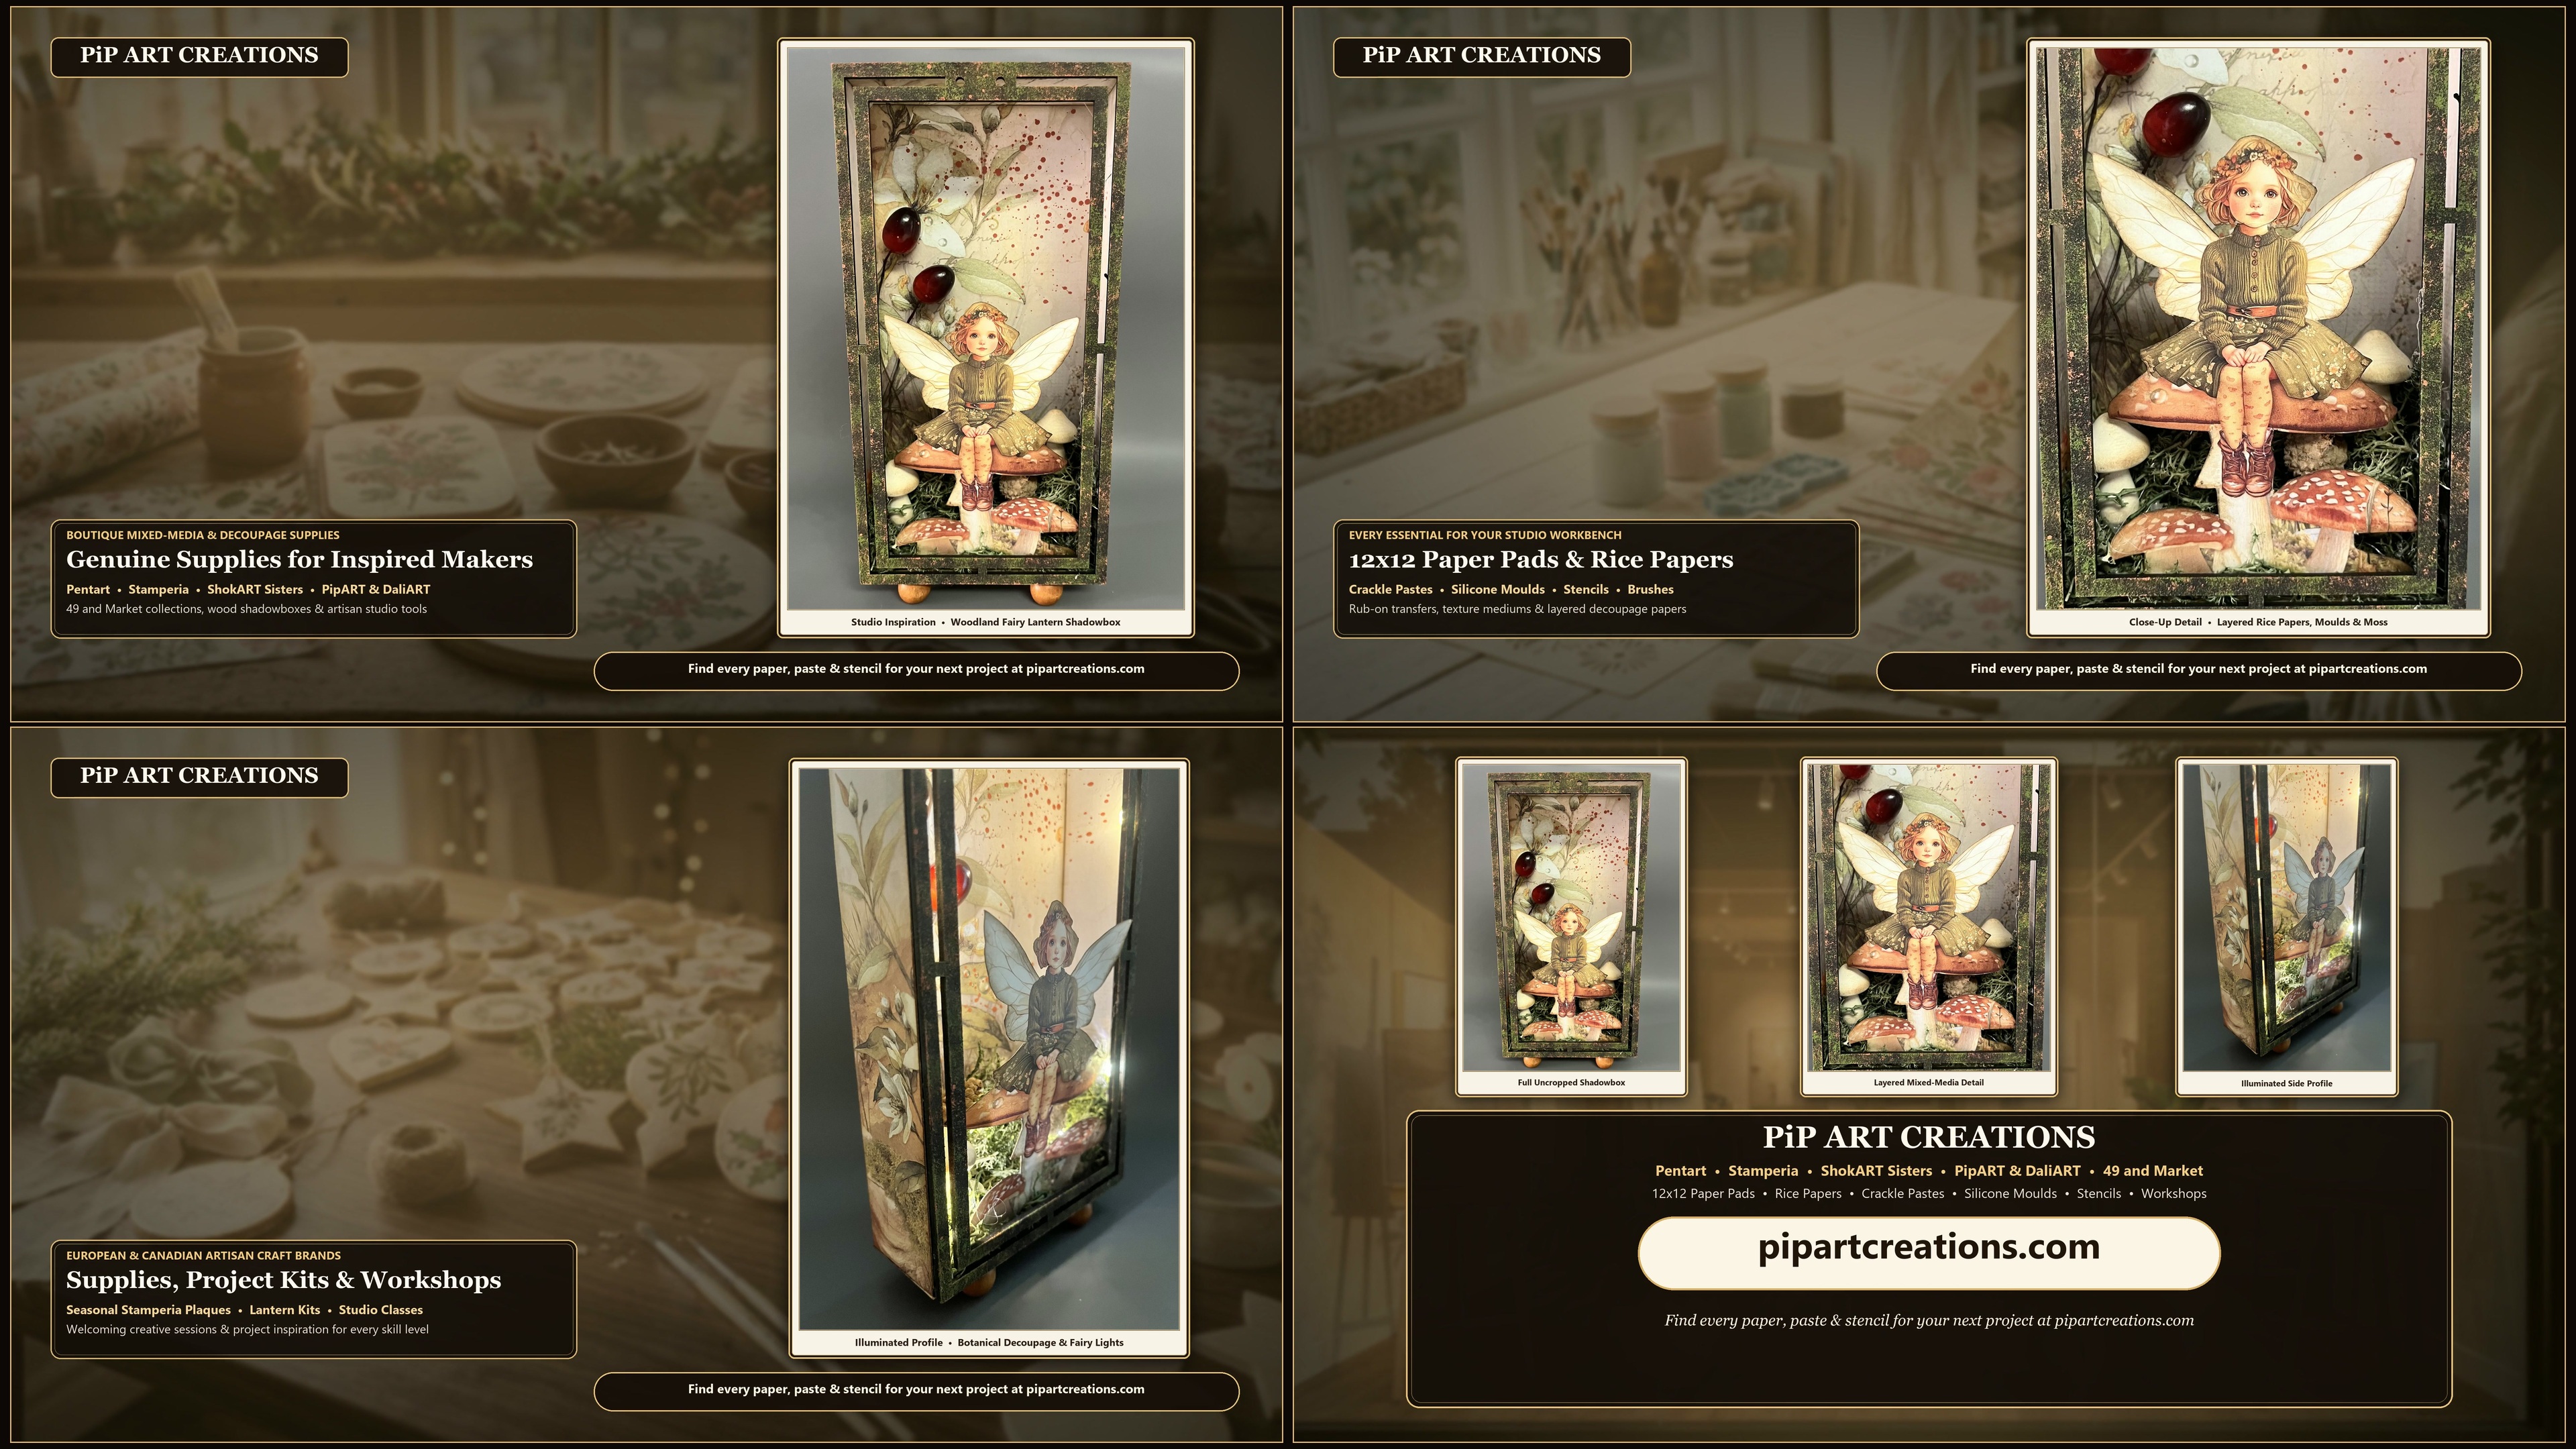 PiP ART CREATIONS
BOUTIQUE MIXED-MEDIA & DECOUPAGE SUPPLIES
Genuine Supplies for Inspired Makers
Pentart • Stamperia • ShokART Sisters • PipART & DaliART
49 and Market collections, wood shadowboxes & artisan studio tools
Studio Inspiration • Woodland Fairy Lantern Shadowbox
Find every paper, paste & stencil for your next project at pipartcreations.com
PiP ART CREATIONS
EVERY ESSENTIAL FOR YOUR STUDIO WORKBENCH
12x12 Paper Pads & Rice Papers
Crackle Pastes • Silicone Moulds • Stencils • Brushes
Rub-on transfers, texture mediums & layered decoupage papers
Close-Up Detail • Layered Rice Papers, Moulds & Moss
Find every paper, paste & stencil for your next project at pipartcreations.com
PiP ART CREATIONS
EUROPEAN & CANADIAN ARTISAN CRAFT BRANDS
Supplies, Project Kits & Workshops
Seasonal Stamperia Plaques • Lantern Kits • Studio Classes
Welcoming creative sessions & project inspiration for every skill level
Illuminated Profile • Botanical Decoupage & Fairy Lights
Find every paper, paste & stencil for your next project at pipartcreations.com
Full Uncropped Shadowbox
Layered Mixed-Media Detail
Illuminated Side Profile
PiP ART CREATIONS
Pentart • Stamperia • ShokART Sisters • PipART & DaliART • 49 and Market
12x12 Paper Pads • Rice Papers • Crackle Pastes • Silicone Moulds • Stencils • Workshops
pipartcreations.com
Find every paper, paste & stencil for your next project at pipartcreations.com